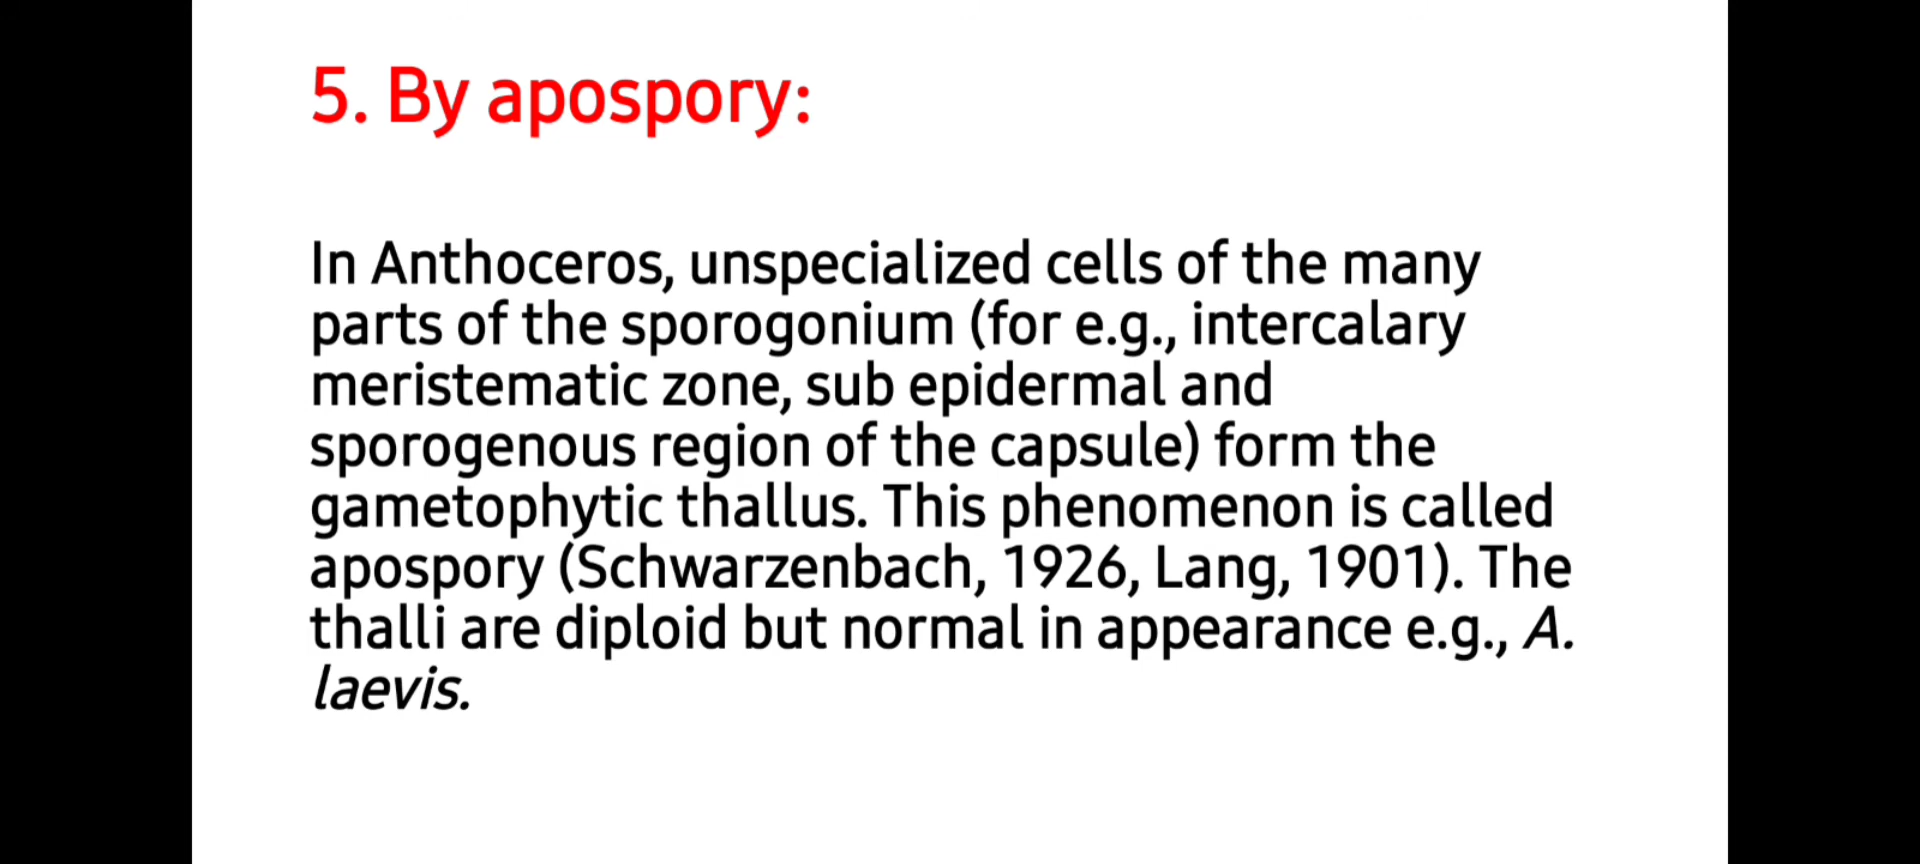 5. By apospory:
In Anthoceros, unspecialized cells of the many
parts of the sporogonium (for e.g., intercalary
meristematic zone, sub epidermal and
sporogenous region of the capsule) form the
gametophytic thallus. This phenomenon is called
apospory (Schwarzenbach, 1926, Lang, 1901). The
thalli are diploid but normal in appearance e.g., A.
laevis.